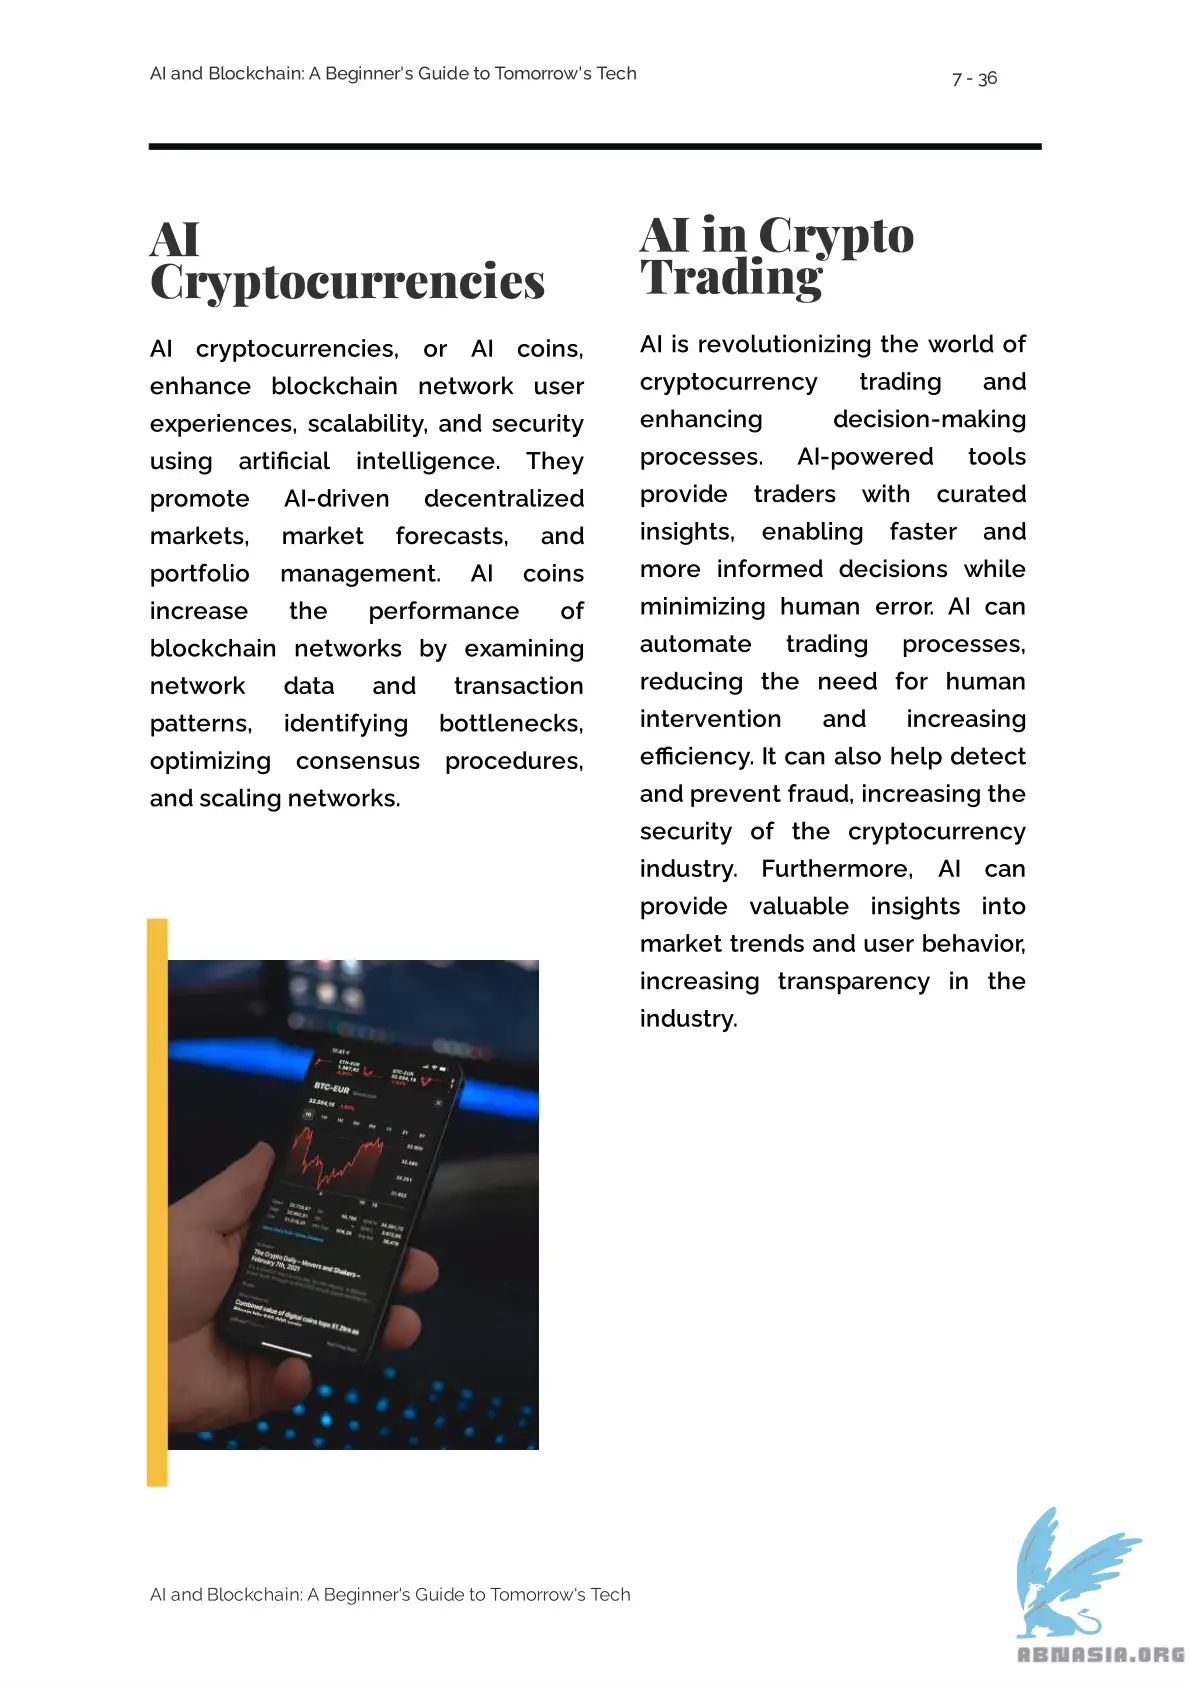 AI and Blockchain: A Beginner's Guide to Tomorrow's Tech
7 - 36
AI
Cryptocurrencies
AI cryptocurrencies, or AI coins,
enhance blockchain network user
experiences, scalability, and security
using artificial intelligence. They
promote AI-driven decentralized
markets, market forecasts, and
portfolio management. AI coins
increase the performance of
blockchain networks by examining
network data and transaction
patterns, identifying bottlenecks,
optimizing consensus procedures,
and scaling networks.
AI in Crypto
Trading
AI is revolutionizing the world of
cryptocurrency trading and
enhancing decision-making
processes. AI-powered tools
provide traders with curated
insights, enabling faster and
more informed decisions while
minimizing human error. AI can
automate trading processes,
reducing the need for human
intervention and increasing
efficiency. It can also help detect
and prevent fraud, increasing the
security of the cryptocurrency
industry. Furthermore, AI can
provide valuable insights into
market trends and user behavior,
increasing transparency in the
industry.
ETH-EUR
BTC-EUR
BTC-EUR
The Crypto Daily – Movers and Shakers –
February 7th, 2021
Combined value of digital coins tops $1.2trn as
AI and Blockchain: A Beginner's Guide to Tomorrow's Tech
ABNASIA.ORG